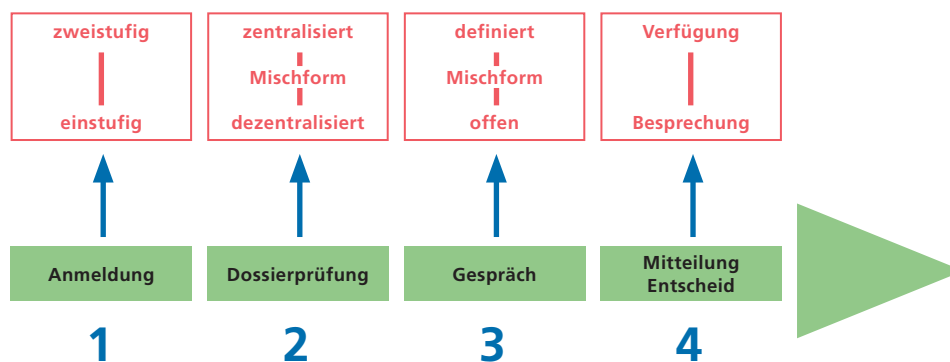 zweistufig
einstufig
zentralisiert
Mischform
dezentralisiert
definiert
Mischform
offen
Verfügung
Besprechung
Anmeldung
Dossierprüfung
Gespräch
Mitteilung
Entscheid
1
2
3
4